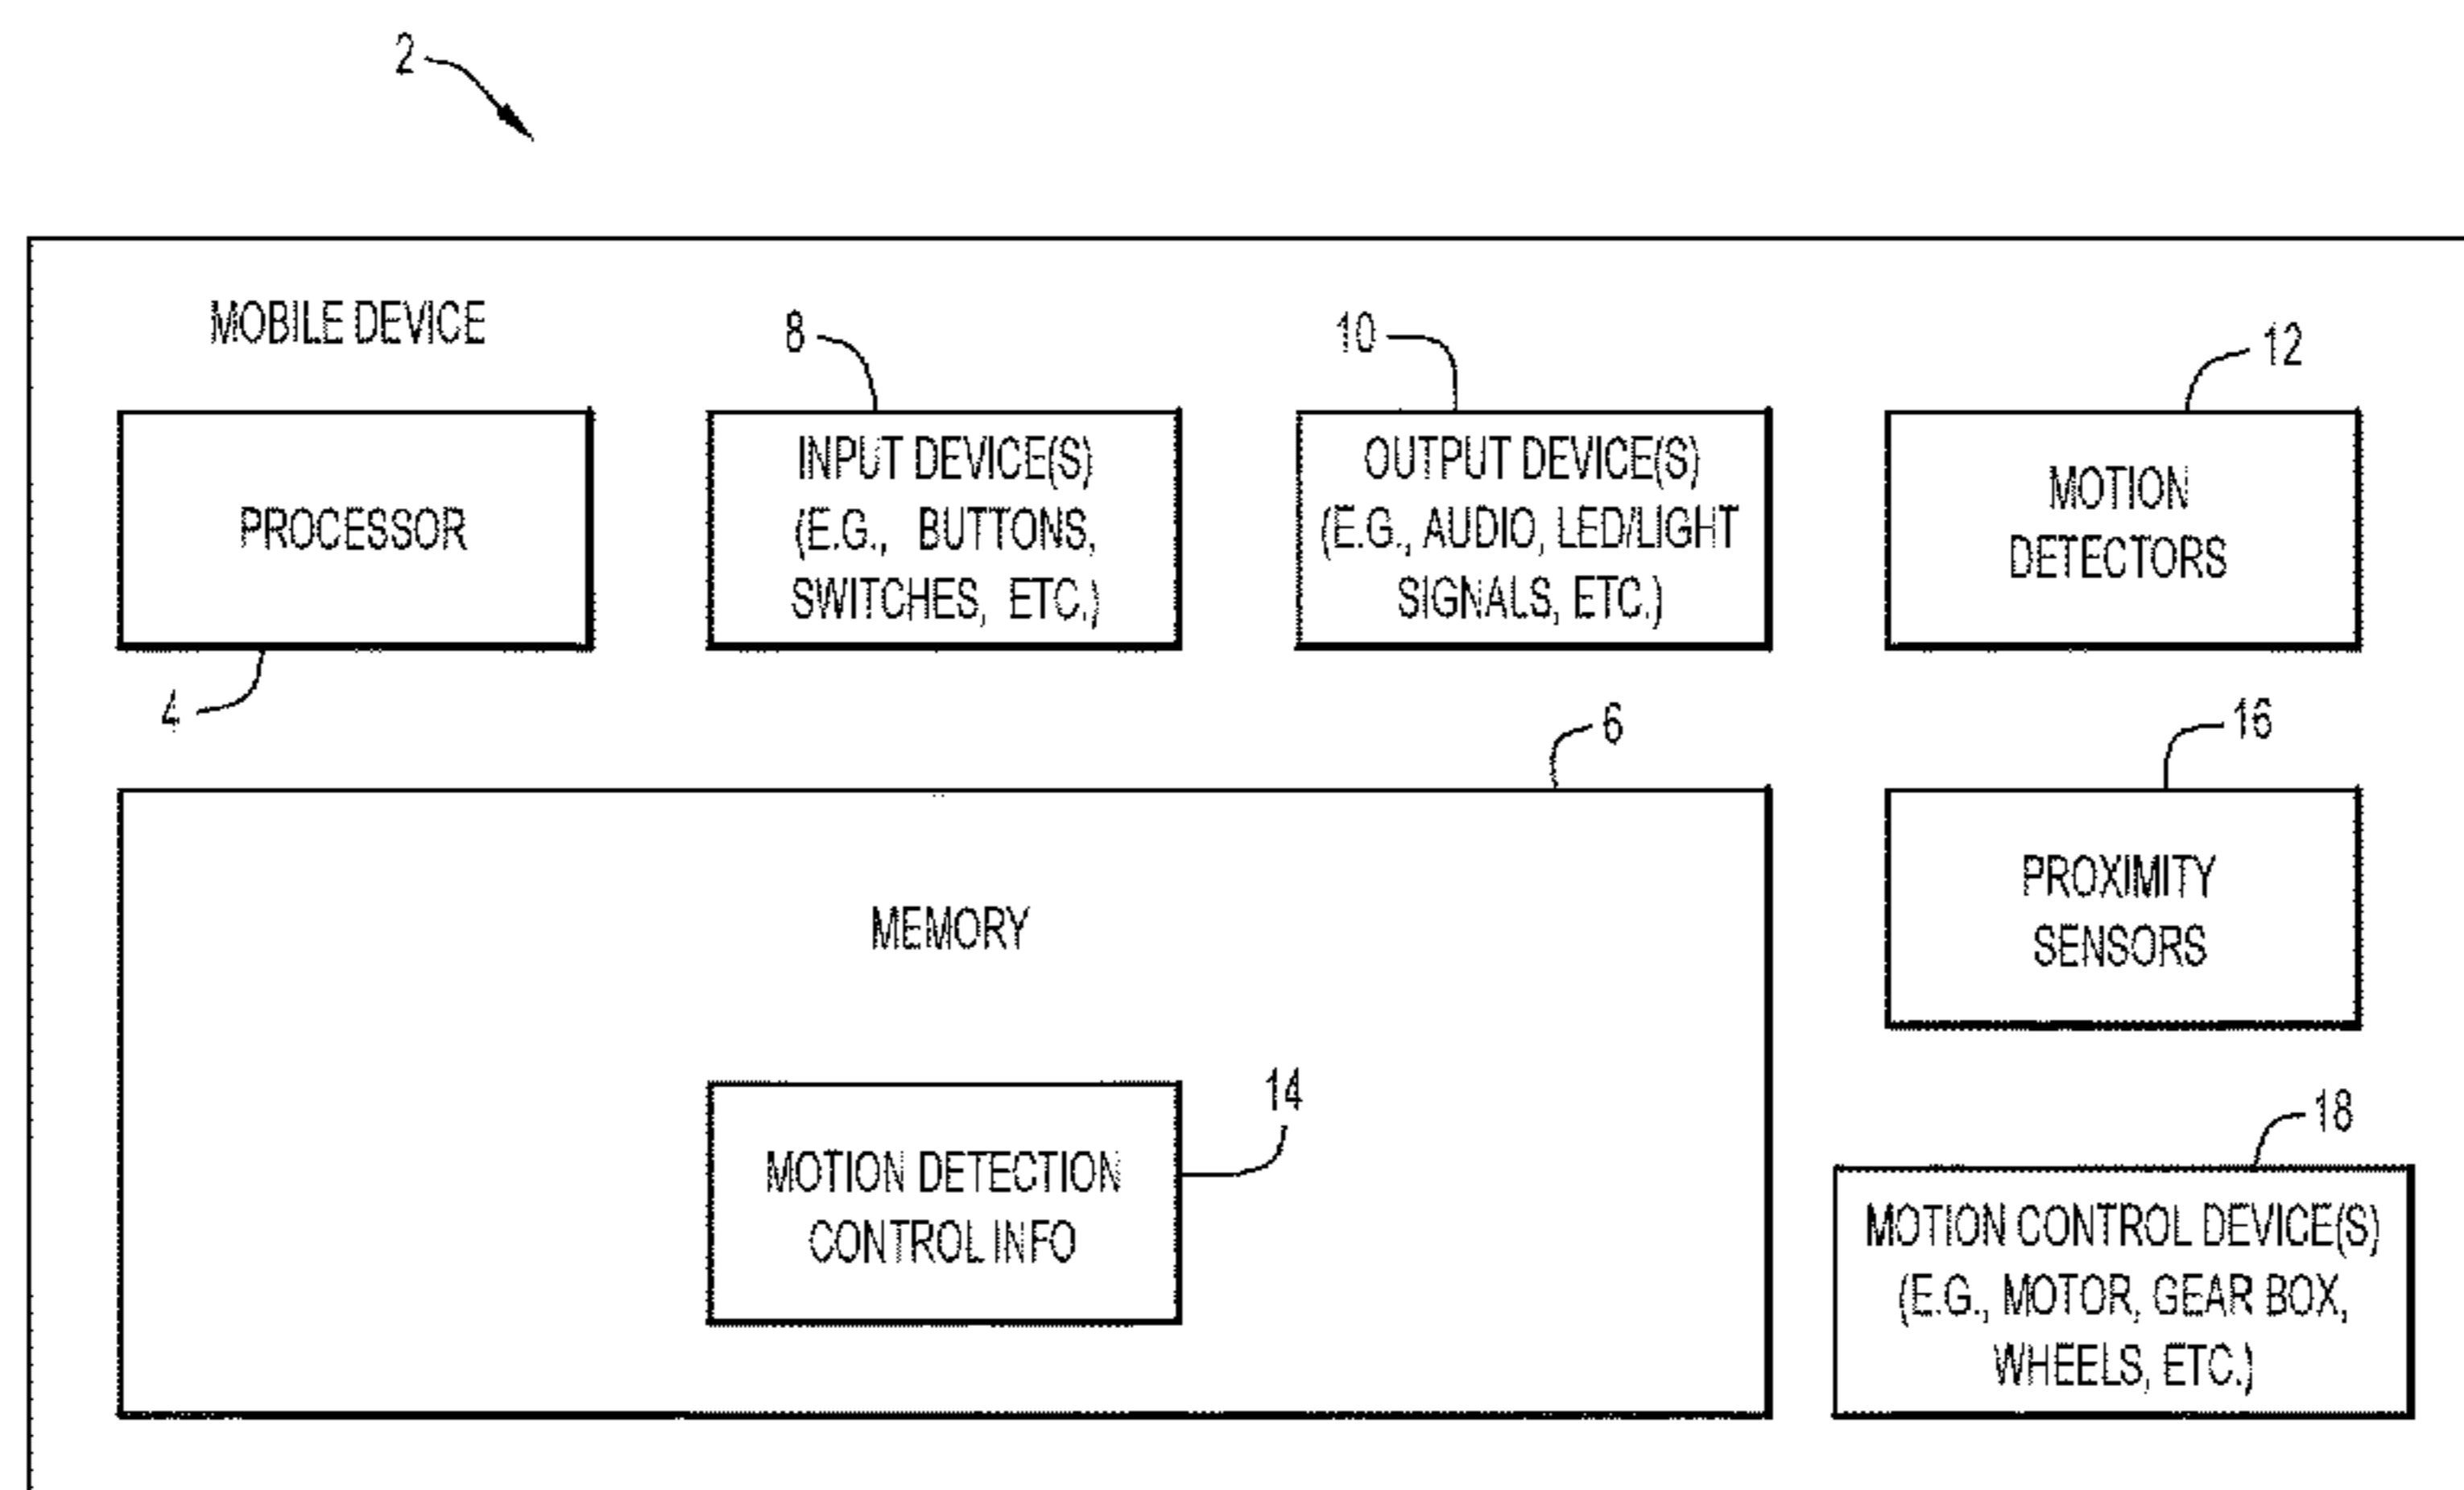 2
MOBILE DEVICE
8
10
12
PROCESSOR
INPUT DEVICE(S)
(E.G., BUTTONS,
SWITCHES, ETC.)
OUTPUT DEVICE(S)
(E.G., AUDIO, LED/LIGHT
SIGNALS, ETC.)
MOTION
DETECTORS
4
6
16
MEMORY
PROXIMITY
SENSORS
14
MOTION DETECTION
CONTROL INFO
18
MOTION CONTROL DEVICE(S)
(E.G., MOTOR, GEAR BOX,
WHEELS, ETC.)